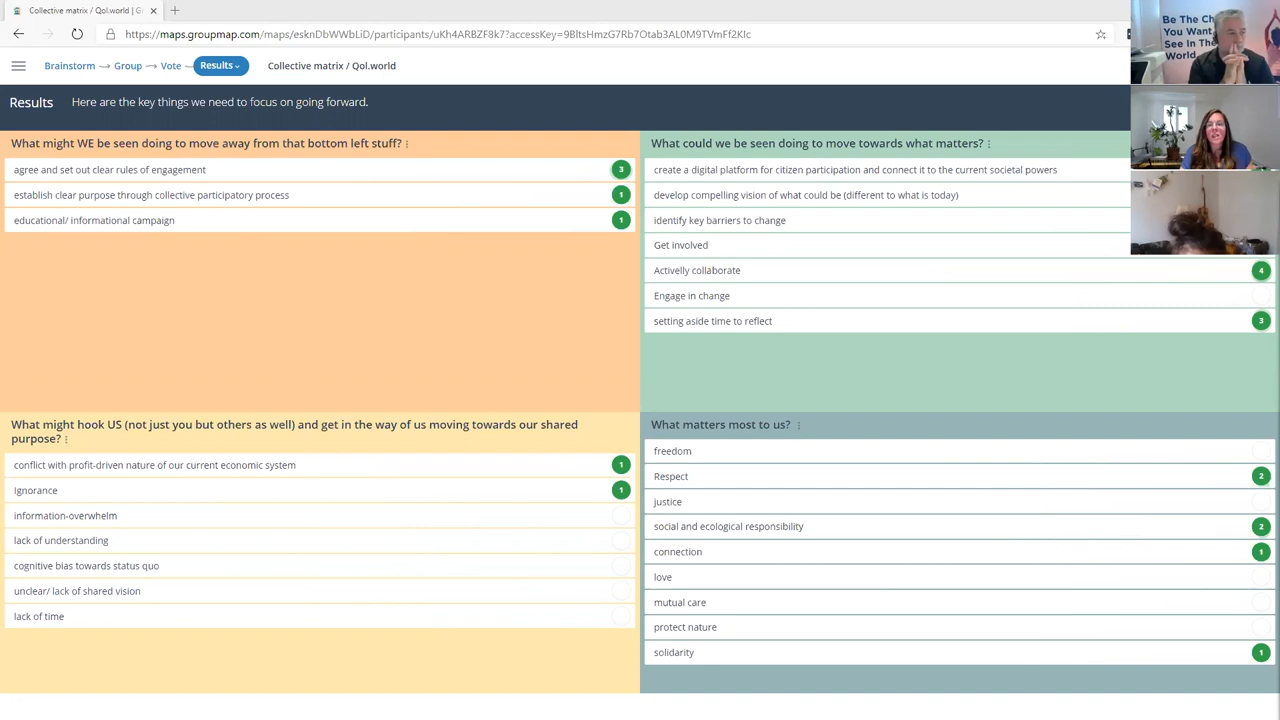 Collective matrix / Qol.world | G
https://maps.groupmap.com/maps/esknDbWWbLiD/participants/uKh4ARBZF8k7?accessKey=9BltsHmzG7Rb7Otab3AL0M9TVmFf2KIc
Brainstorm Group Vote Results Collective matrix / Qol.world
Results Here are the key things we need to focus on going forward.
What might WE be seen doing to move away from that bottom left stuff?
agree and set out clear rules of engagement 3
establish clear purpose through collective participatory process 1
educational/ informational campaign 1
What could we be seen doing to move towards what matters?
create a digital platform for citizen participation and connect it to the current societal powers
develop compelling vision of what could be (different to what is today)
identify key barriers to change
Get involved
Activelly collaborate 4
Engage in change
setting aside time to reflect 3
What might hook US (not just you but others as well) and get in the way of us moving towards our shared
purpose?
conflict with profit-driven nature of our current economic system 1
Ignorance 1
information-overwhelm
lack of understanding
cognitive bias towards status quo
unclear/ lack of shared vision
lack of time
What matters most to us?
freedom
Respect 2
justice
social and ecological responsibility 2
connection 1
love
mutual care
protect nature
solidarity 1
Be The Ch
You Want
See In The
World.